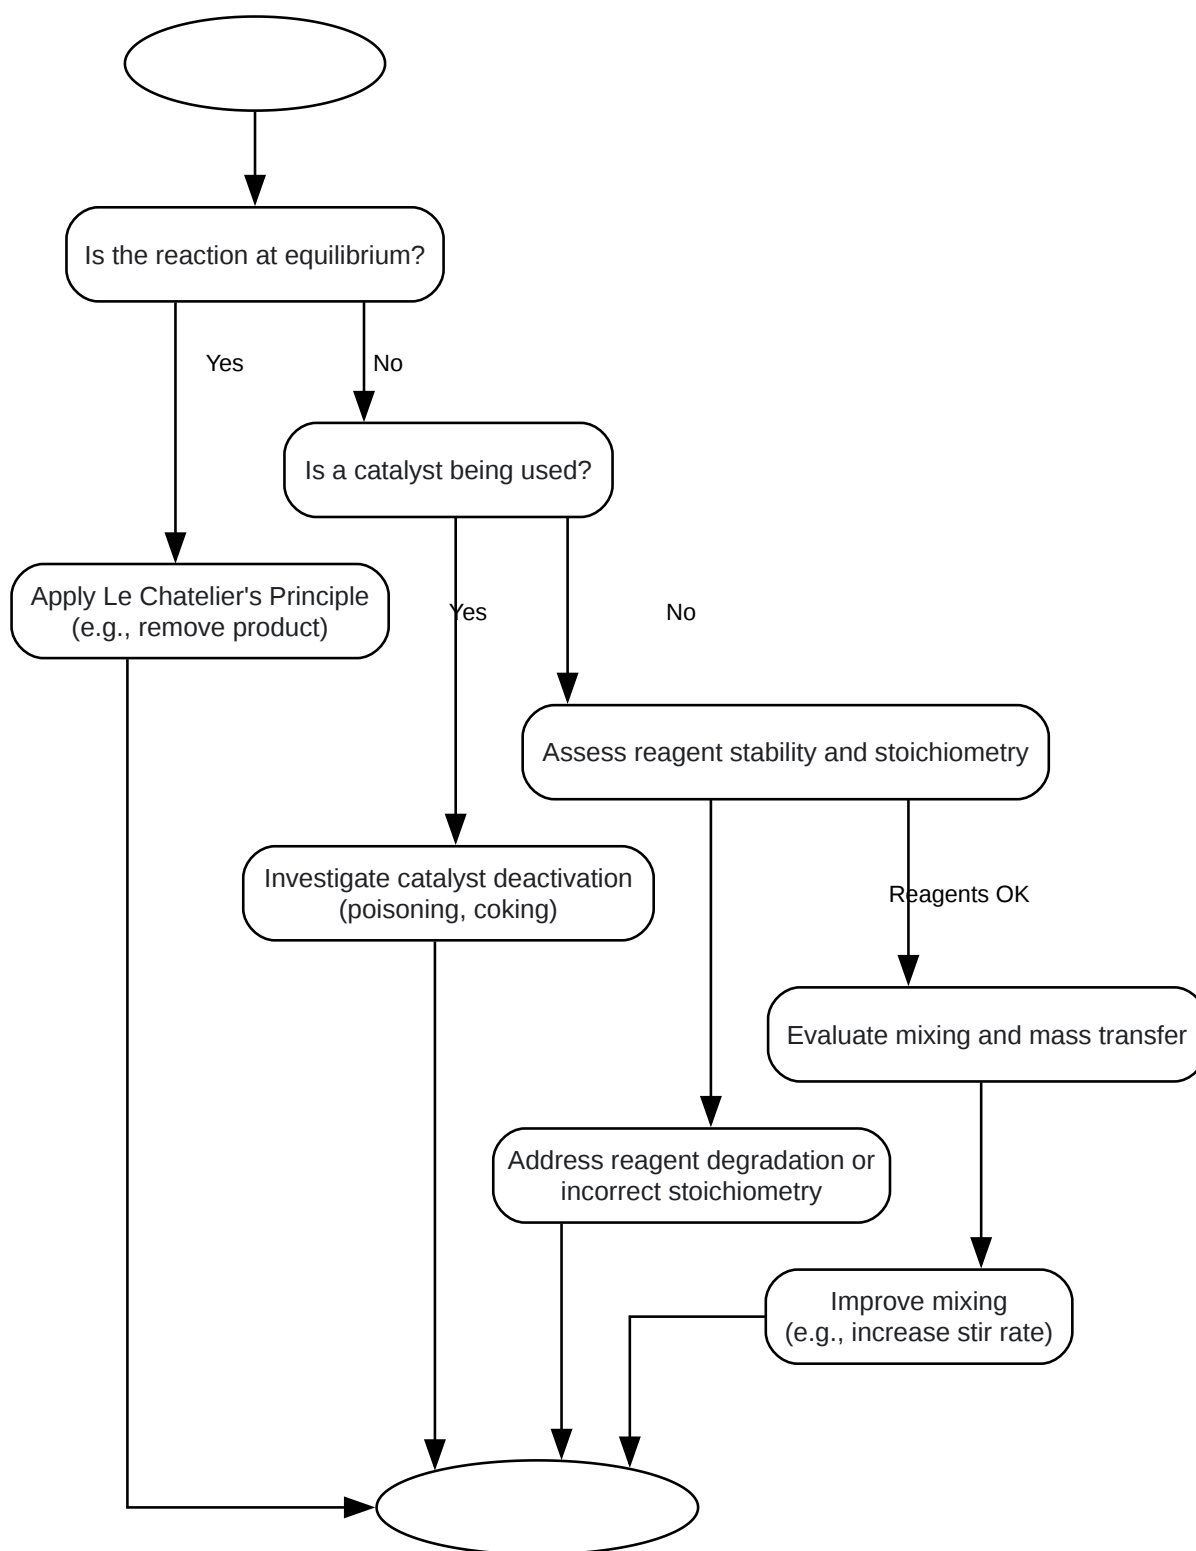 Is the reaction at equilibrium?
Yes
No
Is a catalyst being used?
Apply Le Chatelier's Principle
(e.g., remove product)
Yes
No
Assess reagent stability and stoichiometry
Investigate catalyst deactivation
(poisoning, coking)
Reagents OK
Evaluate mixing and mass transfer
Address reagent degradation or
incorrect stoichiometry
Improve mixing
(e.g., increase stir rate)